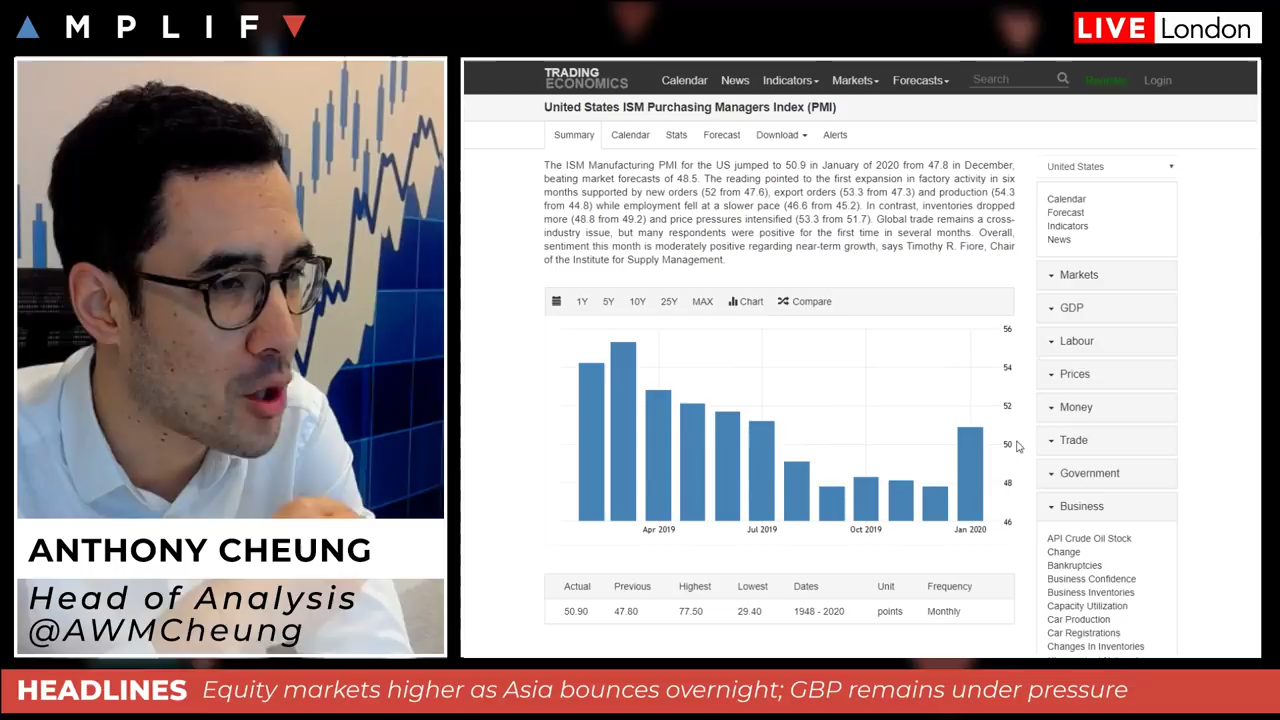 ▲ M P L I F ▼
LIVE London
TRADING
ECONOMICS
Calendar News Indicators Markets Forecasts Search Register Login
United States ISM Purchasing Managers Index (PMI)
Summary Calendar Stats Forecast Download Alerts
The ISM Manufacturing PMI for the US jumped to 50.9 in January of 2020 from 47.8 in December,
beating market forecasts of 48.5. The reading pointed to the first expansion in factory activity in six
months supported by new orders (52 from 47.6), export orders (53.3 from 47.3) and production (54.3
from 44.8) while employment fell at a slower pace (46.6 from 45.2). In contrast, inventories dropped
more (48.8 from 49.2) and price pressures intensified (53.3 from 51.7). Global trade remains a cross-
industry issue, but many respondents were positive for the first time in several months. Overall,
sentiment this month is moderately positive regarding near-term growth, says Timothy R. Fiore, Chair
of the Institute for Supply Management.
1Y 5Y 10Y 25Y MAX Chart Compare
56
54
52
50
48
46
Apr 2019 Jul 2019 Oct 2019 Jan 2020
Actual Previous Highest Lowest Dates Unit Frequency
50.90 47.80 77.50 29.40 1948 - 2020 points Monthly
United States
Calendar
Forecast
Indicators
News
Markets
GDP
Labour
Prices
Money
Trade
Government
Business
API Crude Oil Stock
Change
Bankruptcies
Business Confidence
Business Inventories
Capacity Utilization
Car Production
Car Registrations
Changes In Inventories
ANTHONY CHEUNG
Head of Analysis
@AWMCheung
HEADLINES Equity markets higher as Asia bounces overnight; GBP remains under pressure